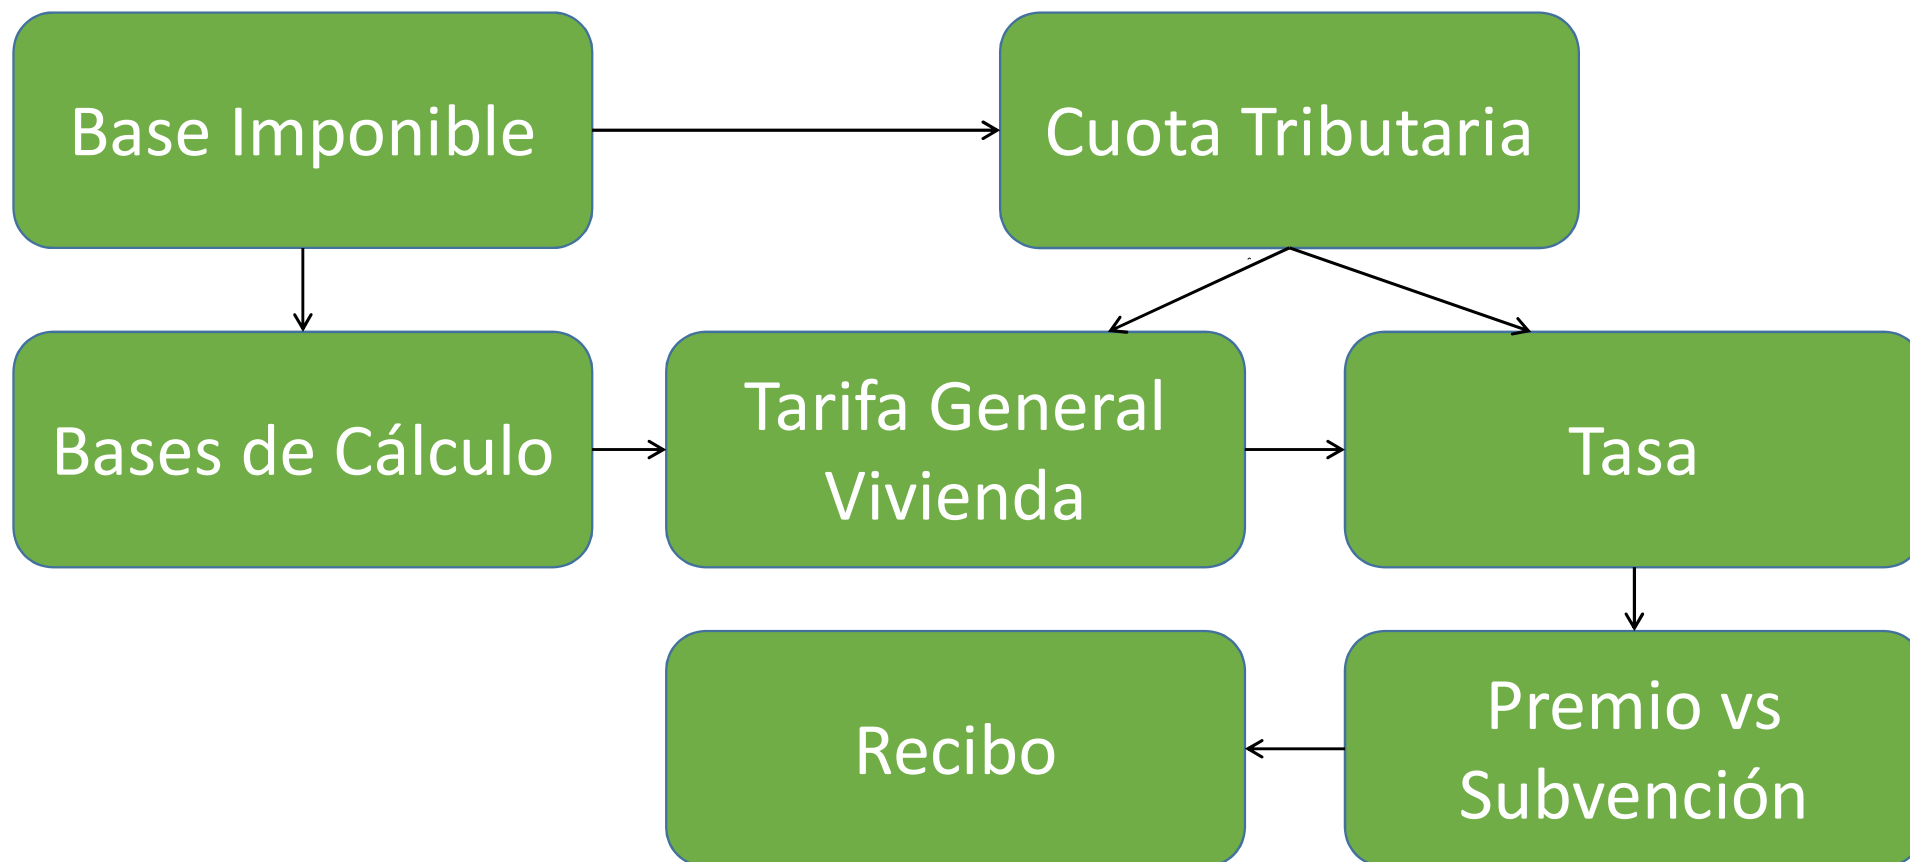 Base Imponible
Cuota Tributaria
Bases de Cálculo
Tarifa General
Vivienda
Tasa
Recibo
Premio vs
Subvención